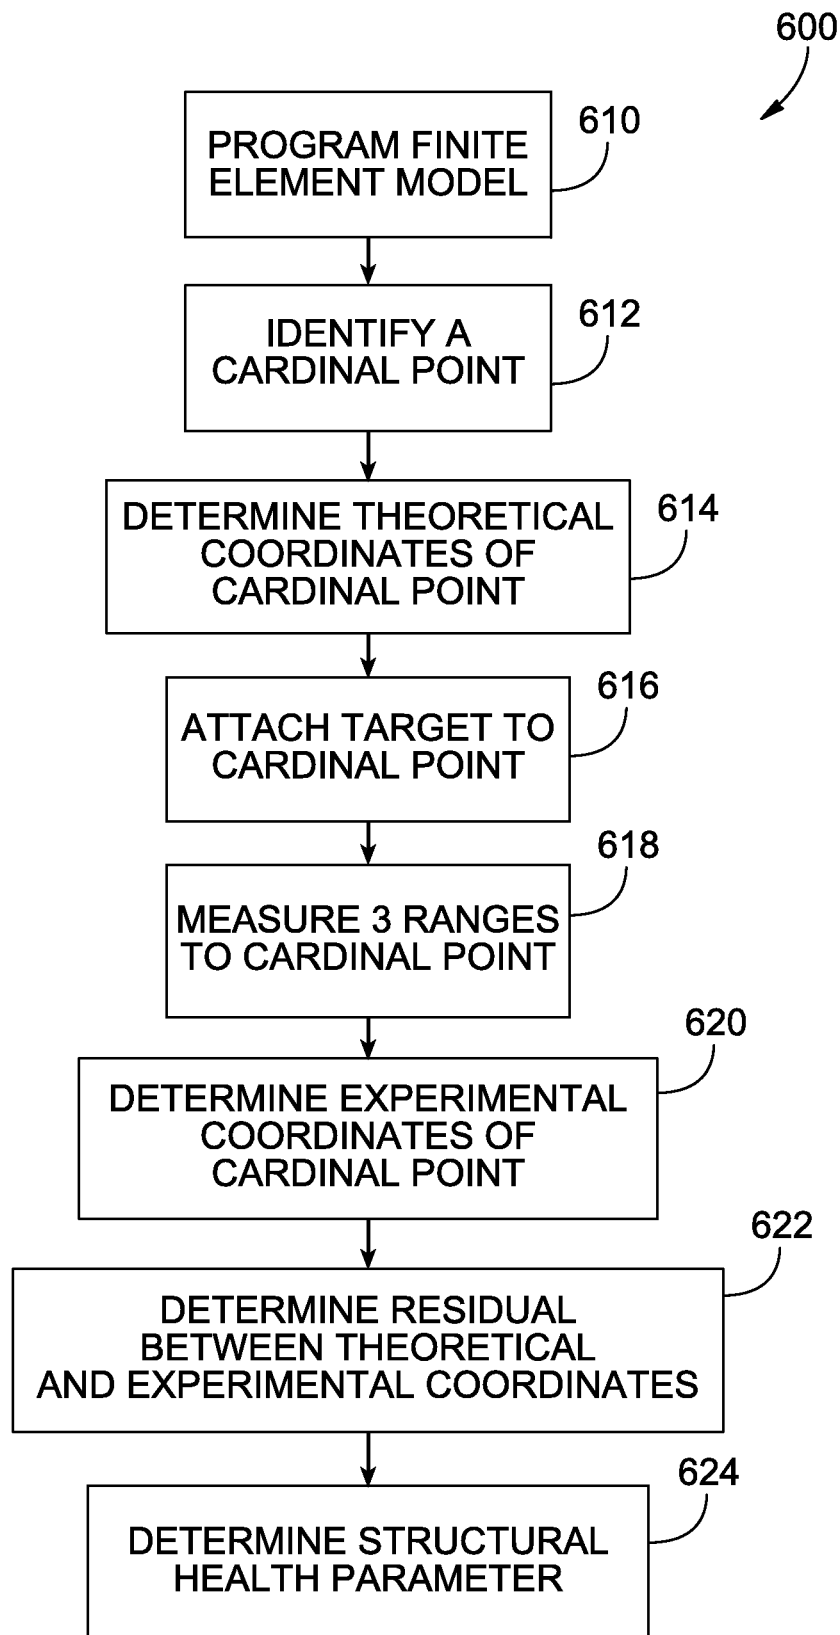 600
PROGRAM FINITE
ELEMENT MODEL
610
IDENTIFY A
CARDINAL POINT
612
DETERMINE THEORETICAL
COORDINATES OF
CARDINAL POINT
614
ATTACH TARGET TO
CARDINAL POINT
616
MEASURE 3 RANGES
TO CARDINAL POINT
618
DETERMINE EXPERIMENTAL
COORDINATES OF
CARDINAL POINT
620
DETERMINE RESIDUAL
BETWEEN THEORETICAL
AND EXPERIMENTAL COORDINATES
622
DETERMINE STRUCTURAL
HEALTH PARAMETER
624